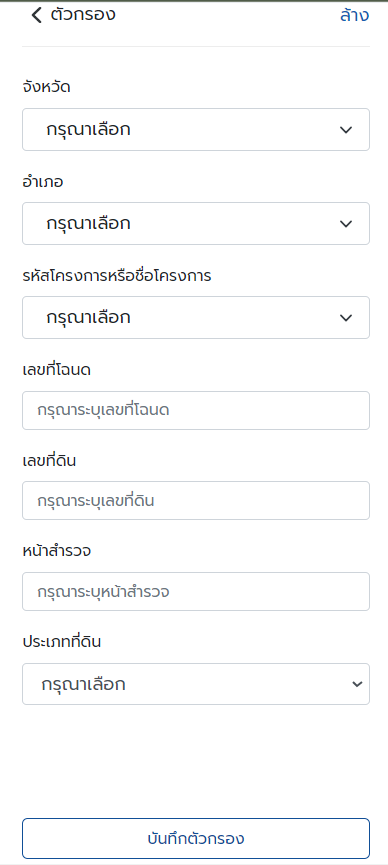 ตัวกรอง ล้าง
จังหวัด
กรุณาเลือก
อำเภอ
กรุณาเลือก
รหัสโครงการหรือชื่อโครงการ
กรุณาเลือก
เลขที่โฉนด
กรุณาระบุเลขที่โฉนด
เลขที่ดิน
กรุณาระบุเลขที่ดิน
หน้าสำรวจ
กรุณาระบุหน้าสำรวจ
ประเภทที่ดิน
กรุณาเลือก
บันทึกตัวกรอง